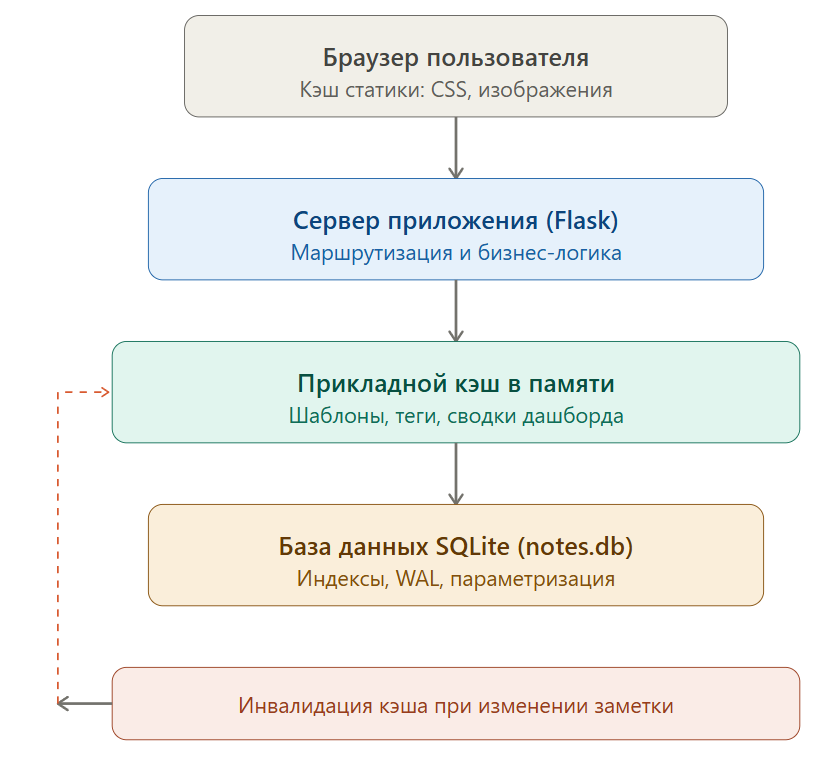 Браузер пользователя
Кэш статики: CSS, изображения
Сервер приложения (Flask)
Маршрутизация и бизнес-логика
Прикладной кэш в памяти
Шаблоны, теги, сводки дашборда
База данных SQLite (notes.db)
Индексы, WAL, параметризация
Инвалидация кэша при изменении заметки